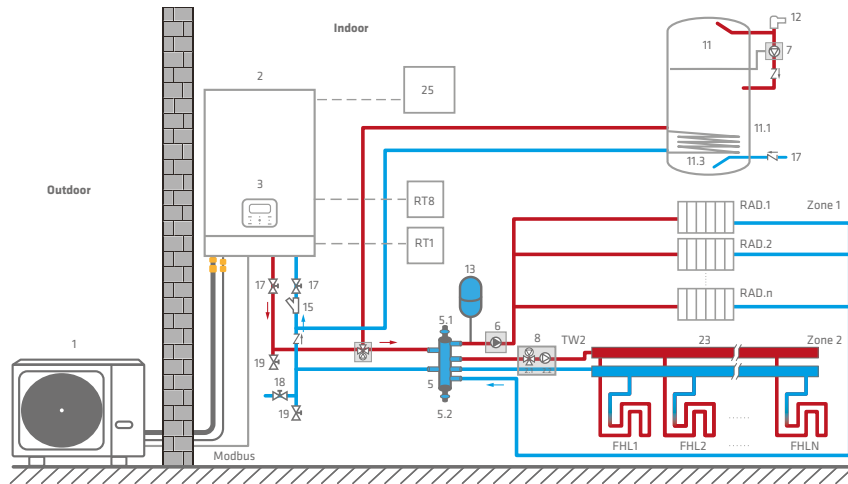 Indoor
12
11
7
2
25
11.1
11.3
17
3
Outdoor
RT8
RAD.1
Zone 1
RT1
RAD.2
13
17
17
15
RAD.n
5.1
6
8
TW2
23
Zone 2
1
19
5
18
19
5.2
Modbus
FHL1
FHL2
......
FHLN